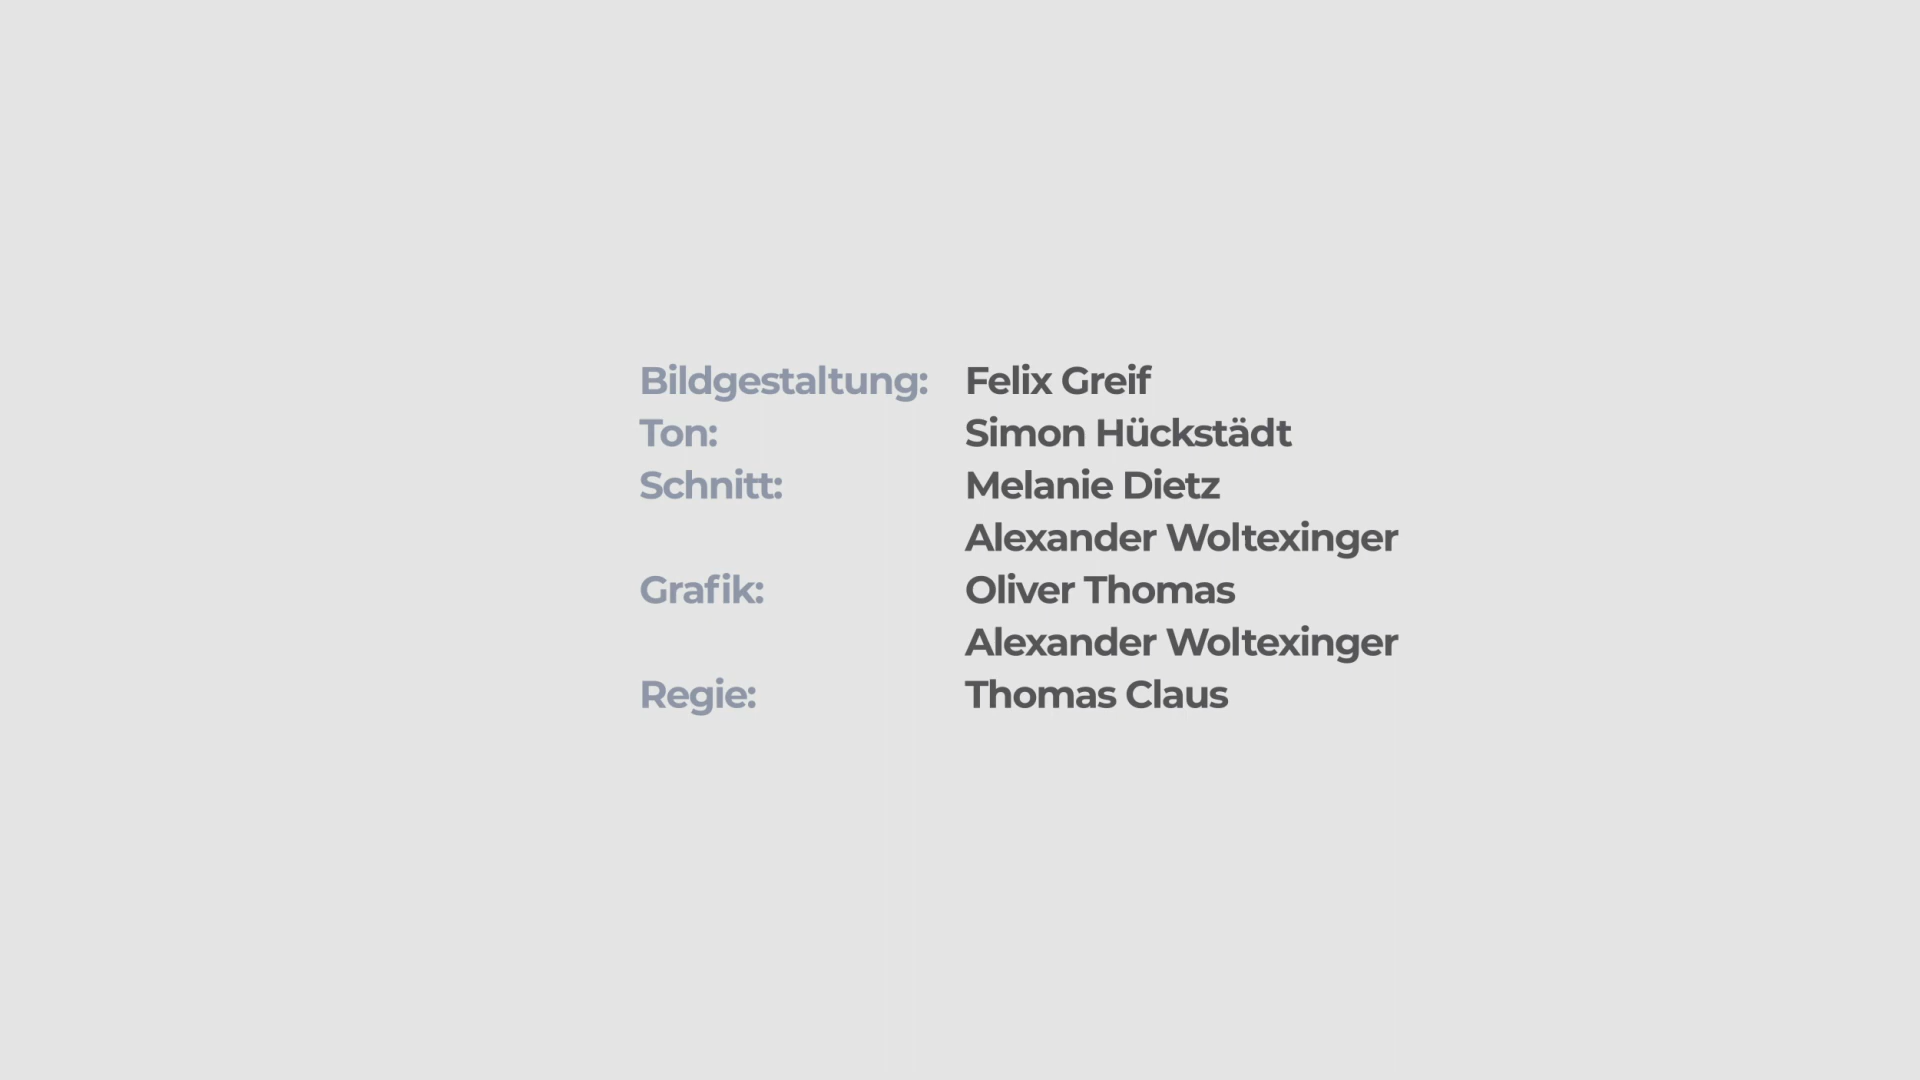 Bildgestaltung: Felix Greif
Ton: Simon Hückstädt
Schnitt: Melanie Dietz
Alexander Woltexinger
Grafik: Oliver Thomas
Alexander Woltexinger
Regie: Thomas Claus